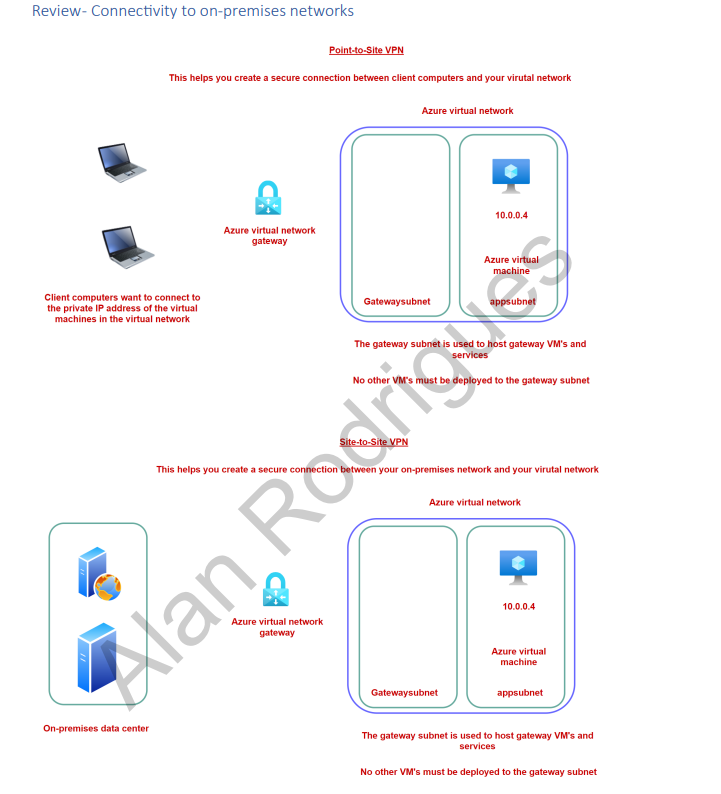 Review- Connectivity to on-premises networks
Point-to-Site VPN
This helps you create a secure connection between client computers and your virutal network
Azure virtual network
10.0.0.4
Azure virtual network
gateway
Azure virtual
machine
Client computers want to connect to
the private IP address of the virtual
machines in the virtual network
Gatewaysubnet
appsubnet
The gateway subnet is used to host gateway VM's and
services
No other VM's must be deployed to the gateway subnet
Site-to-Site VPN
This helps you create a secure connection between your on-premises network and your virutal network
Azure virtual network
10.0.0.4
Azure virtual network
gateway
Azure virtual
machine
Gatewaysubnet
appsubnet
On-premises data center
The gateway subnet is used to host gateway VM's and
services
No other VM's must be deployed to the gateway subnet
Alan Rodrigues